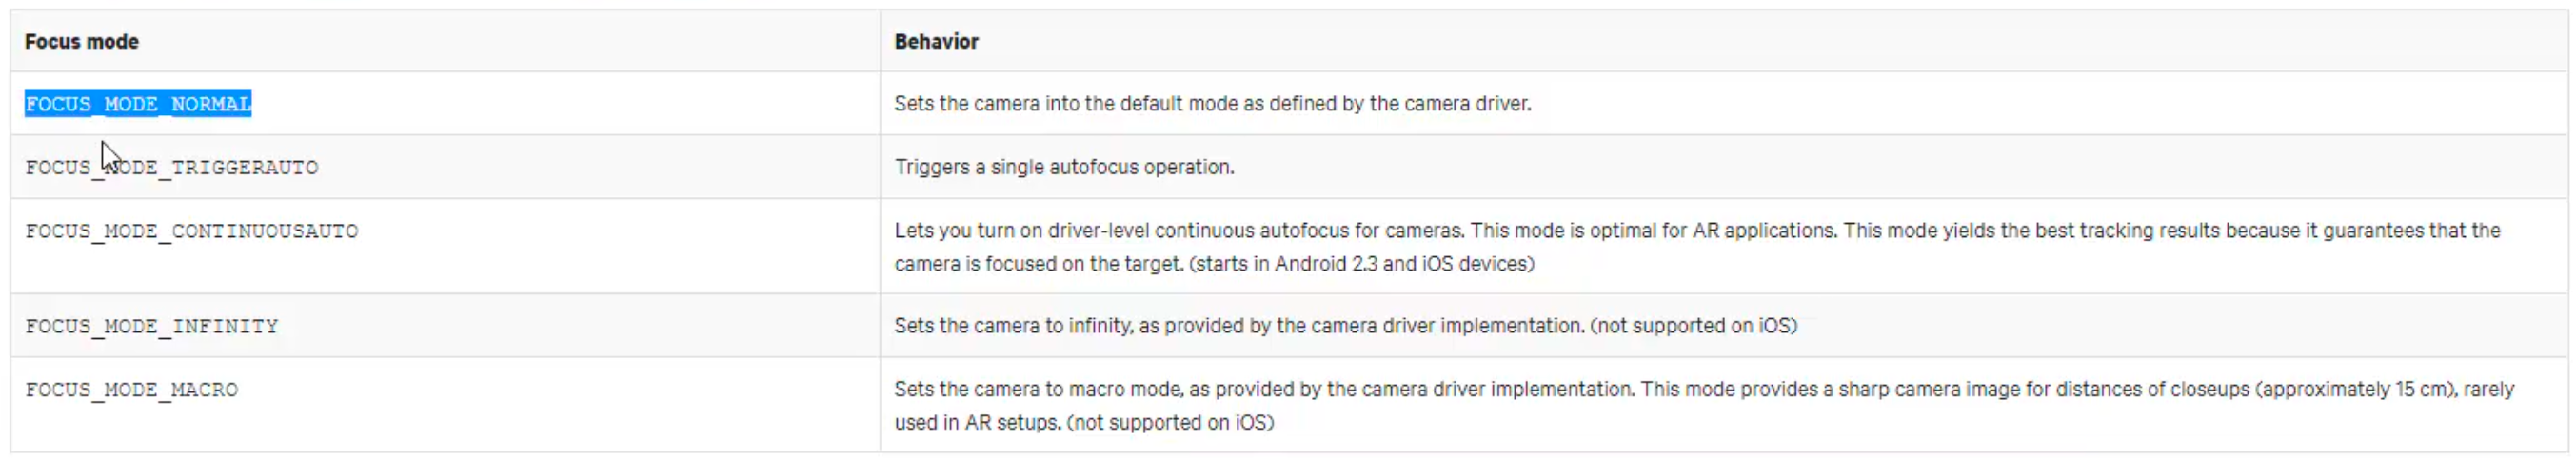 Focus mode
Behavior
FOCUS_MODE_NORMAL
Sets the camera into the default mode as defined by the camera driver.
FOCUS_MODE_TRIGGERAUTO
Triggers a single autofocus operation.
FOCUS_MODE_CONTINUOUSAUTO
Lets you turn on driver-level continuous autofocus for cameras. This mode is optimal for AR applications. This mode yields the best tracking results because it guarantees that the
camera is focused on the target. (starts in Android 2.3 and iOS devices)
FOCUS_MODE_INFINITY
Sets the camera to infinity, as provided by the camera driver implementation. (not supported on iOS)
FOCUS_MODE_MACRO
Sets the camera to macro mode, as provided by the camera driver implementation. This mode provides a sharp camera image for distances of closeups (approximately 15 cm), rarely
used in AR setups. (not supported on iOS)